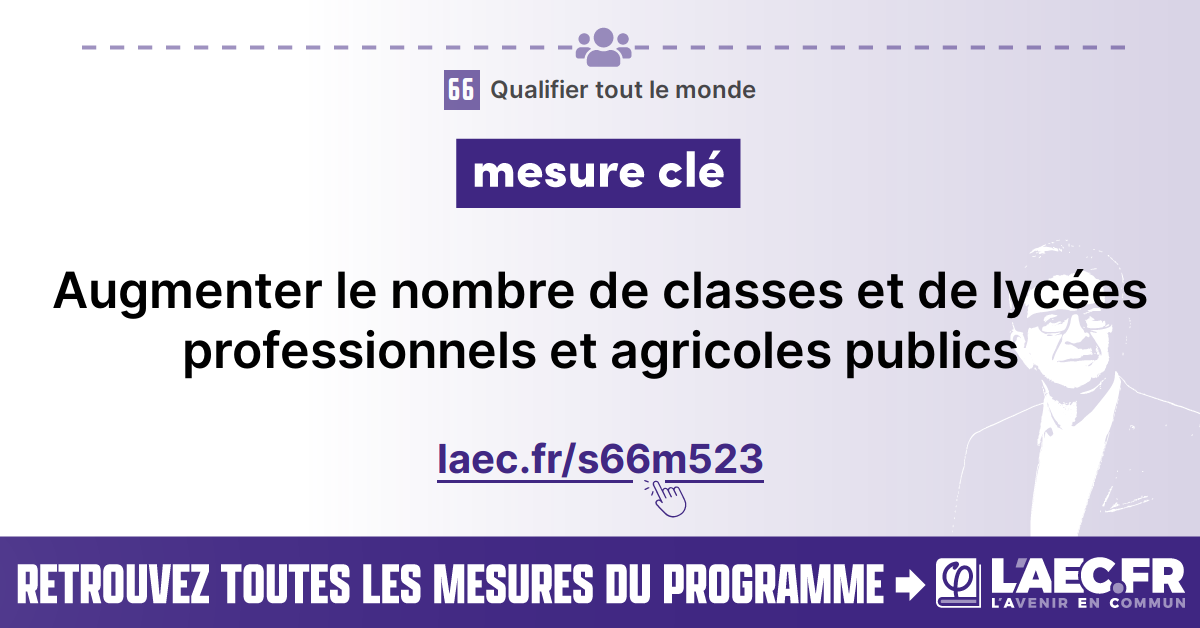 66 Qualifier tout le monde
mesure clé
Augmenter le nombre de classes et de lycées
professionnels et agricoles publics
laec.fr/s66m523
RETROUVEZ TOUTES LES MESURES DU PROGRAMME
L'AEC.FR
L'AVENIR EN COMMUN